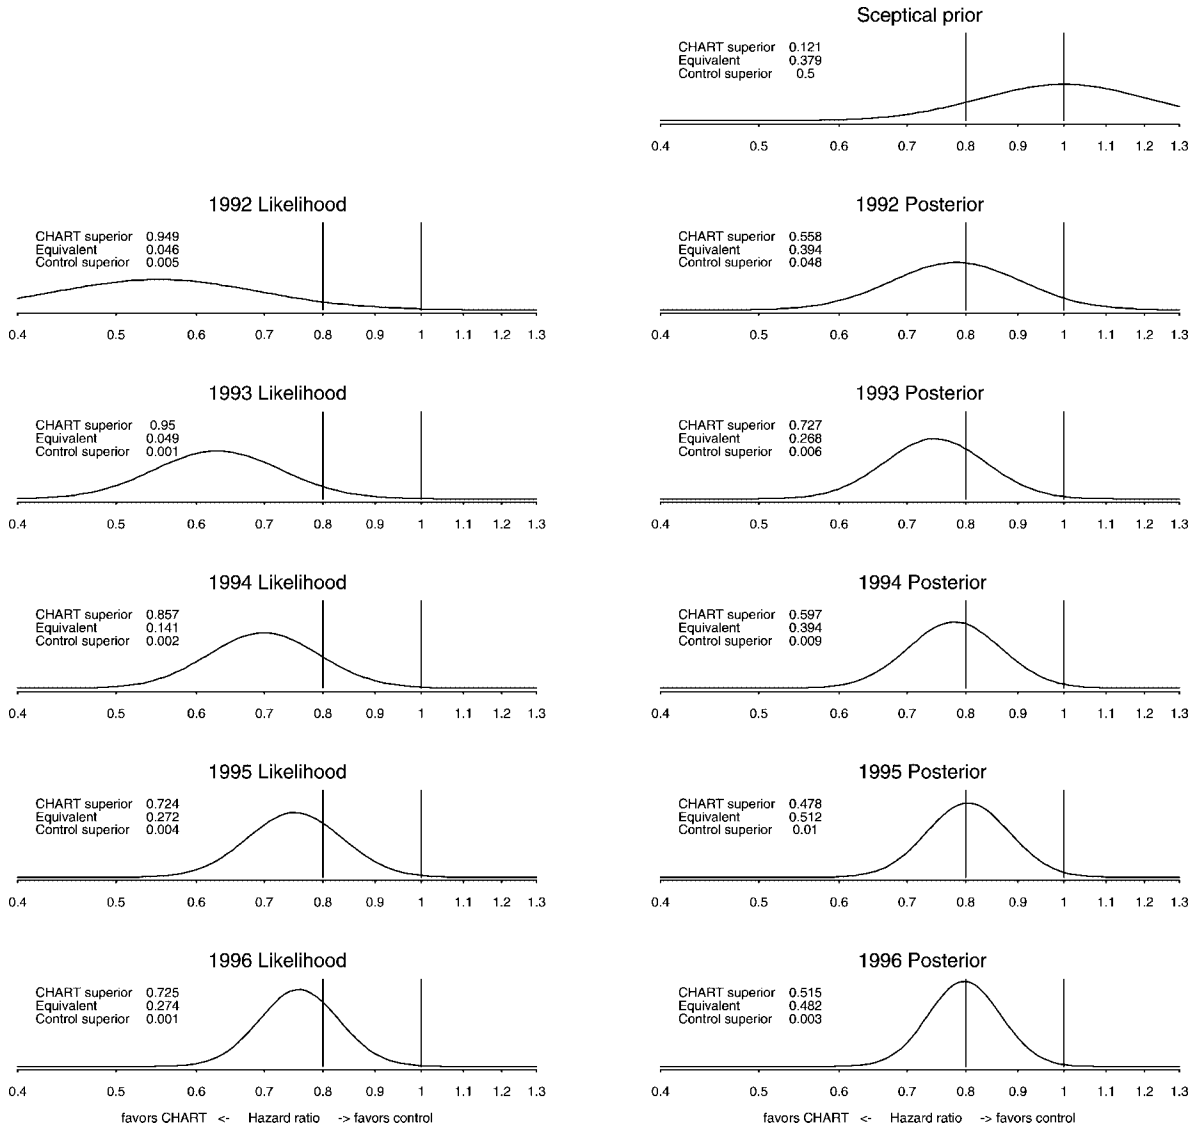 Sceptical prior
CHART superior 0.121
Equivalent 0.379
Control superior 0.5
0.4 0.5 0.6 0.7 0.8 0.9 1 1.1 1.2 1.3
1992 Likelihood
CHART superior 0.949
Equivalent 0.046
Control superior 0.005
0.4 0.5 0.6 0.7 0.8 0.9 1 1.1 1.2 1.3
1992 Posterior
CHART superior 0.558
Equivalent 0.394
Control superior 0.048
0.4 0.5 0.6 0.7 0.8 0.9 1 1.1 1.2 1.3
1993 Likelihood
CHART superior 0.95
Equivalent 0.049
Control superior 0.001
0.4 0.5 0.6 0.7 0.8 0.9 1 1.1 1.2 1.3
1993 Posterior
CHART superior 0.727
Equivalent 0.268
Control superior 0.006
0.4 0.5 0.6 0.7 0.8 0.9 1 1.1 1.2 1.3
1994 Likelihood
CHART superior 0.857
Equivalent 0.141
Control superior 0.002
0.4 0.5 0.6 0.7 0.8 0.9 1 1.1 1.2 1.3
1994 Posterior
CHART superior 0.597
Equivalent 0.394
Control superior 0.009
0.4 0.5 0.6 0.7 0.8 0.9 1 1.1 1.2 1.3
1995 Likelihood
CHART superior 0.724
Equivalent 0.272
Control superior 0.004
0.4 0.5 0.6 0.7 0.8 0.9 1 1.1 1.2 1.3
1995 Posterior
CHART superior 0.478
Equivalent 0.512
Control superior 0.01
0.4 0.5 0.6 0.7 0.8 0.9 1 1.1 1.2 1.3
1996 Likelihood
CHART superior 0.725
Equivalent 0.274
Control superior 0.001
0.4 0.5 0.6 0.7 0.8 0.9 1 1.1 1.2 1.3
favors CHART <- Hazard ratio -> favors control
1996 Posterior
CHART superior 0.515
Equivalent 0.482
Control superior 0.003
0.4 0.5 0.6 0.7 0.8 0.9 1 1.1 1.2 1.3
favors CHART <- Hazard ratio -> favors control